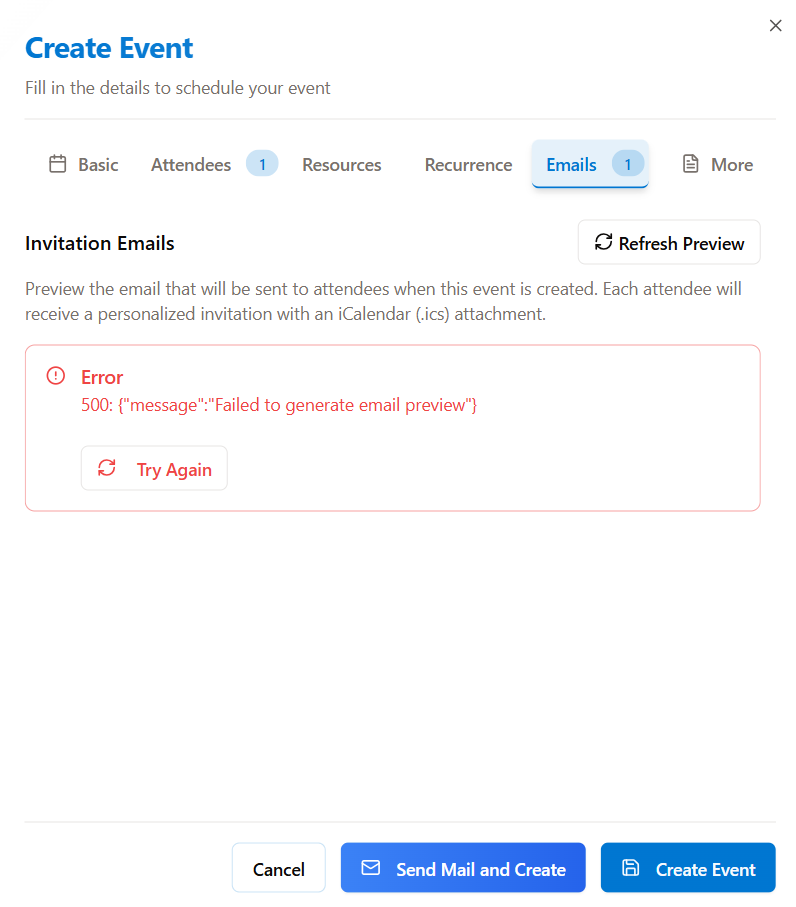 Create Event
Fill in the details to schedule your event
Basic Attendees 1 Resources Recurrence Emails 1 More
Invitation Emails Refresh Preview
Preview the email that will be sent to attendees when this event is created. Each attendee will
receive a personalized invitation with an iCalendar (.ics) attachment.
Error
500: {"message":"Failed to generate email preview"}
Try Again
Cancel Send Mail and Create Create Event